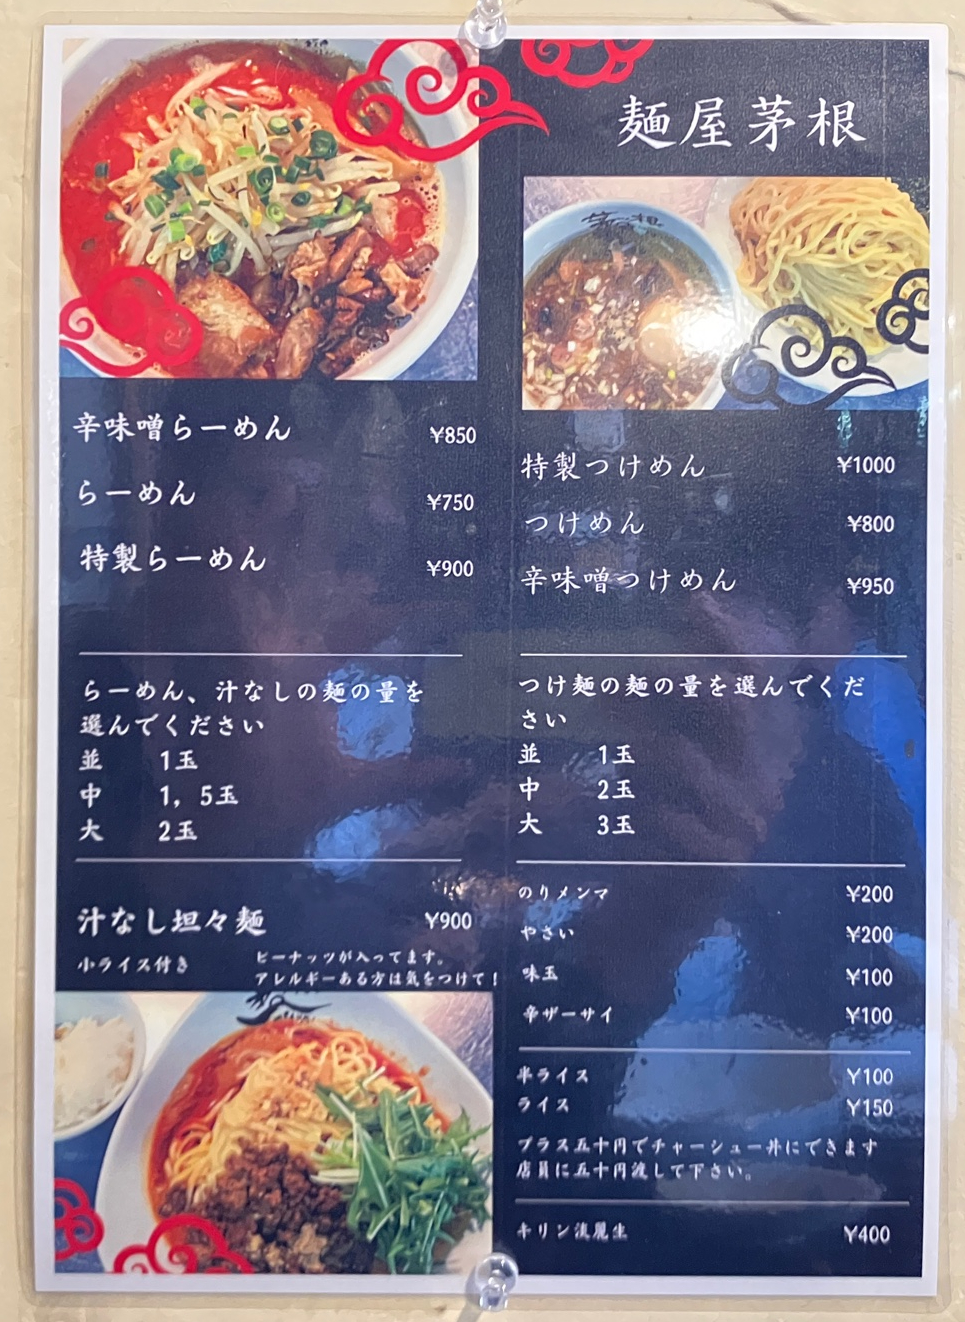 麺屋茅根
茅根
辛味噌らーめん ¥850
らーめん ¥750
特製らーめん ¥900
らーめん、汁なしの麺の量を
選んでください
並 1玉
中 1，5玉
大 2玉
汁なし坦々麺 ¥900
小ライス付き
ピーナッツが入ってます。
アレルギーある方は気をつけて！
特製つけめん ¥1000
つけめん ¥800
辛味噌つけめん ¥950
つけ麺の麺の量を選んでくだ
さい
並 1玉
中 2玉
大 3玉
のりメンマ ¥200
やさい ¥200
味玉 ¥100
辛ザーサイ ¥100
半ライス ¥100
ライス ¥150
プラス五十円でチャーシュー丼にできます
店員に五十円渡して下さい。
キリン淡麗生 ¥400